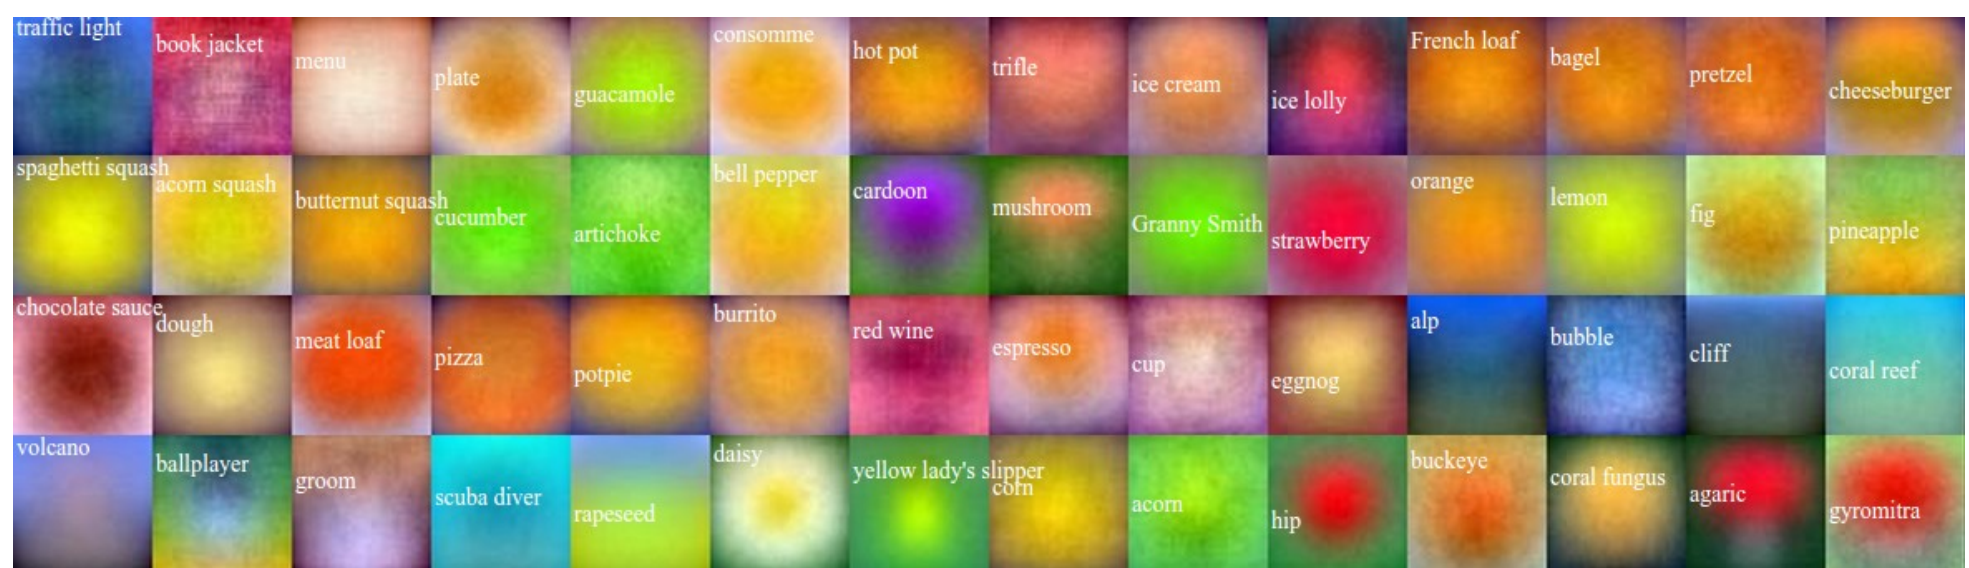 traffic light
book jacket
menu
plate
guacamole
consomme
hot pot
trifle
ice cream
ice lolly
French loaf
bagel
pretzel
cheeseburger
spaghetti squash
acorn squash
butternut squash
cucumber
artichoke
bell pepper
cardoon
mushroom
Granny Smith
strawberry
orange
lemon
fig
pineapple
chocolate sauce
dough
meat loaf
pizza
potpie
burrito
red wine
espresso
cup
eggnog
alp
bubble
cliff
coral reef
volcano
ballplayer
groom
scuba diver
rapeseed
daisy
yellow lady's slipper
corn
acorn
hip
buckeye
coral fungus
agaric
gyromitra